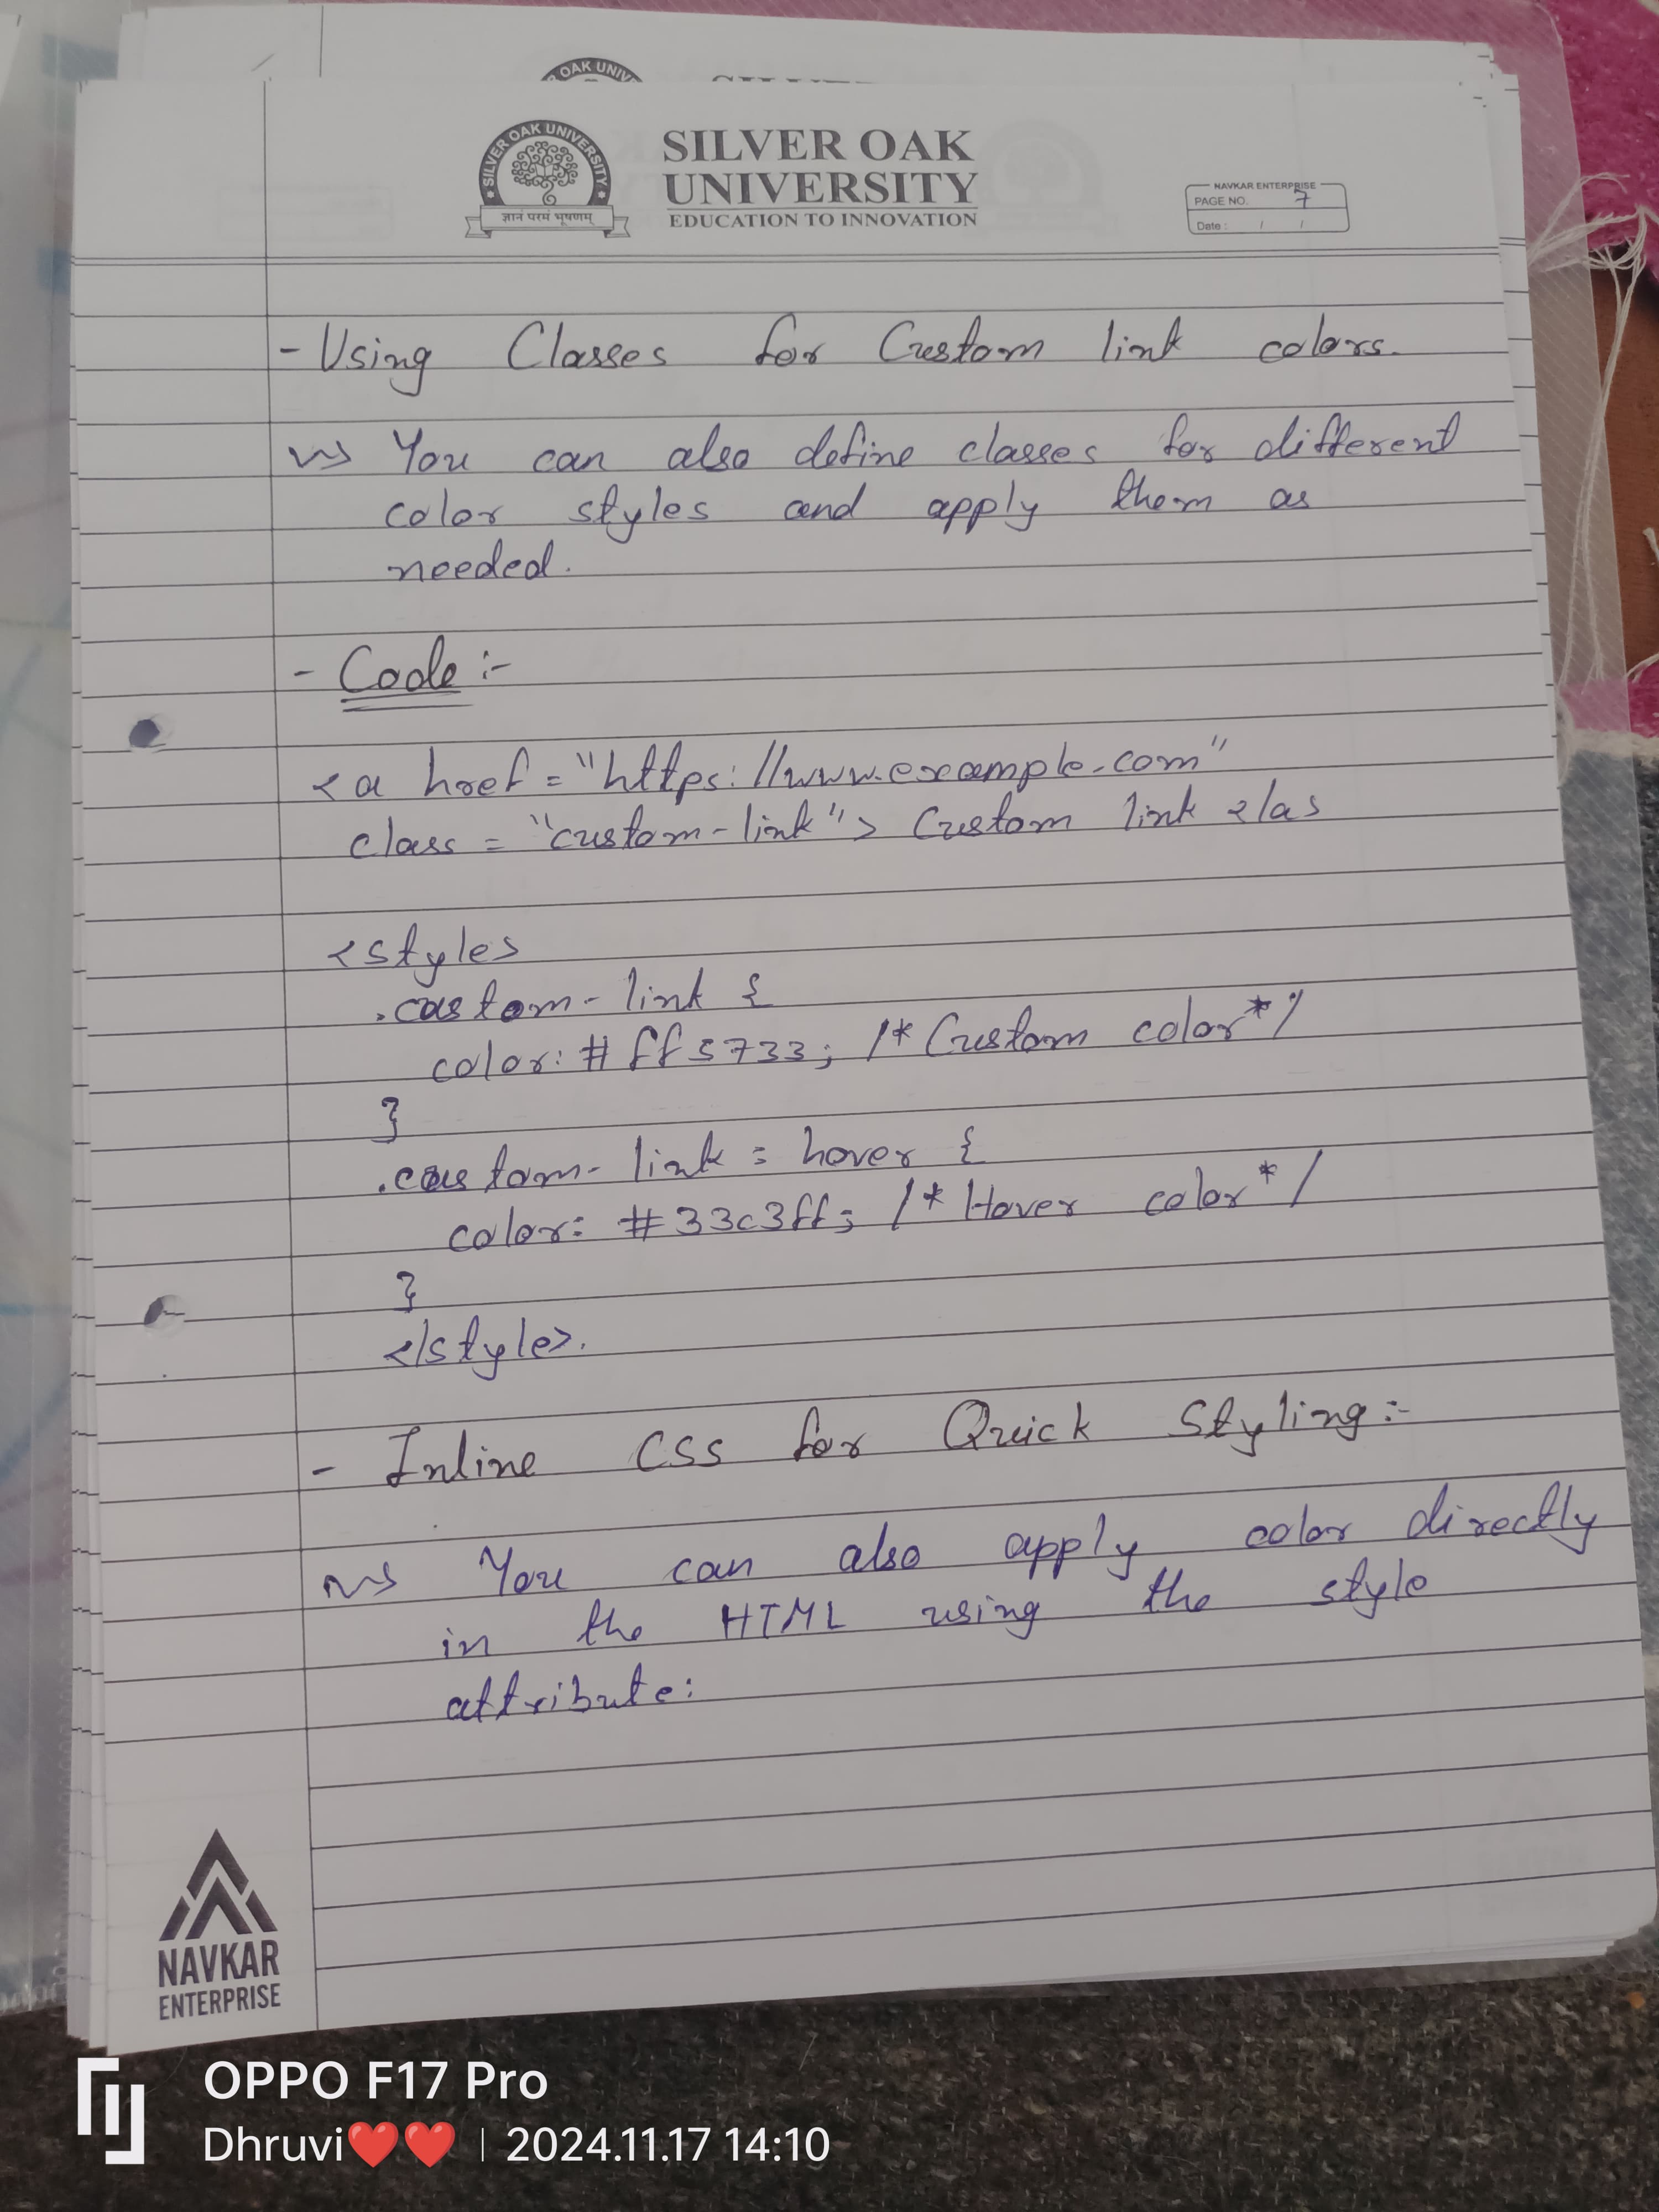 OAK UNIV
SILVER OAK UNIVERSITY
ज्ञानं परमं भूषणम्
SILVER OAK
UNIVERSITY
EDUCATION TO INNOVATION
NAVKAR ENTERPRISE
PAGE NO. 7
Date : / /
- Using Classes for Custom link colors.
You can also define classes for different
color styles and apply them as
needed.
- Code :-
<a href = "https://www.example.com"
class = "custom-link"> Custom link </a>
<style>
.custom-link {
color: #ff5733; /* Custom color */
}
.custom-link : hover {
color: #33c3ff; /* Hover color */
}
</style>.
- Inline CSS for Quick Styling :-
You can also apply color directly
in the HTML using the style
attribute:
NAVKAR
ENTERPRISE
OPPO F17 Pro
Dhruvi❤️❤️ | 2024.11.17 14:10